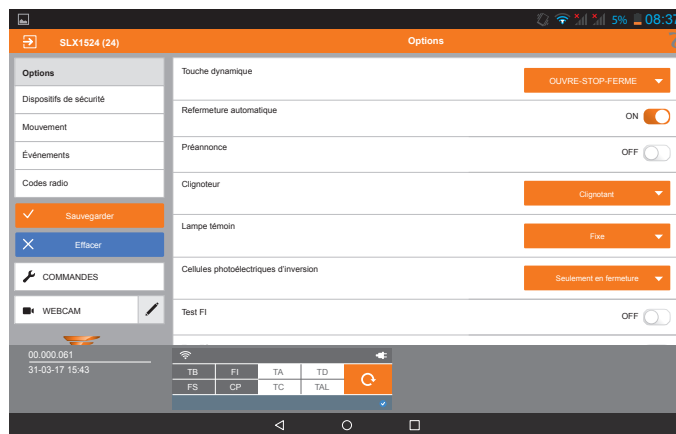 5% 08:37
SLX1524 (24) Options
Options
Dispositifs de sécurité
Mouvement
Événements
Codes radio
Sauvegarder
Effacer
COMMANDES
WEBCAM
Touche dynamique OUVRE-STOP-FERME
Refermeture automatique ON
Préannonce OFF
Clignoteur Clignotant
Lampe témoin Fixe
Cellules photoélectriques d'inversion Seulement en fermeture
Test FI OFF
00.000.061
31-03-17 15:43
TB FI TA TD
FS CP TC TAL